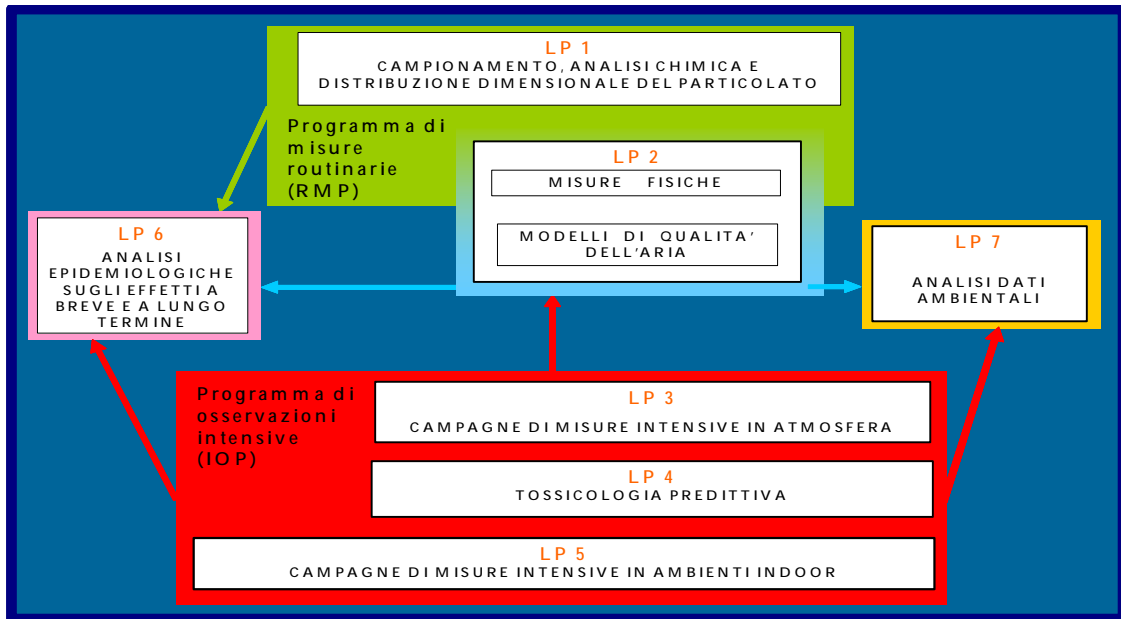 LP 1
CAMPIONAMENTO, ANALISI CHIMICA E
DISTRIBUZIONE DIMENSIONALE DEL PARTICOLATO
Programma di
misure
routinarie
(RMP)
LP 2
MISURE FISICHE
MODELLI DI QUALITA'
DELL'ARIA
LP 6
ANALISI
EPIDEMIOLOGICHE
SUGLI EFFETTI A
BREVE E A LUNGO
TERMINE
LP 7
ANALISI DATI
AMBIENTALI
Programma di
osservazioni
intensive
(IOP)
LP 3
CAMPAGNE DI MISURE INTENSIVE IN ATMOSFERA
LP 4
TOSSICOLOGIA PREDITTIVA
LP 5
CAMPAGNE DI MISURE INTENSIVE IN AMBIENTI INDOOR